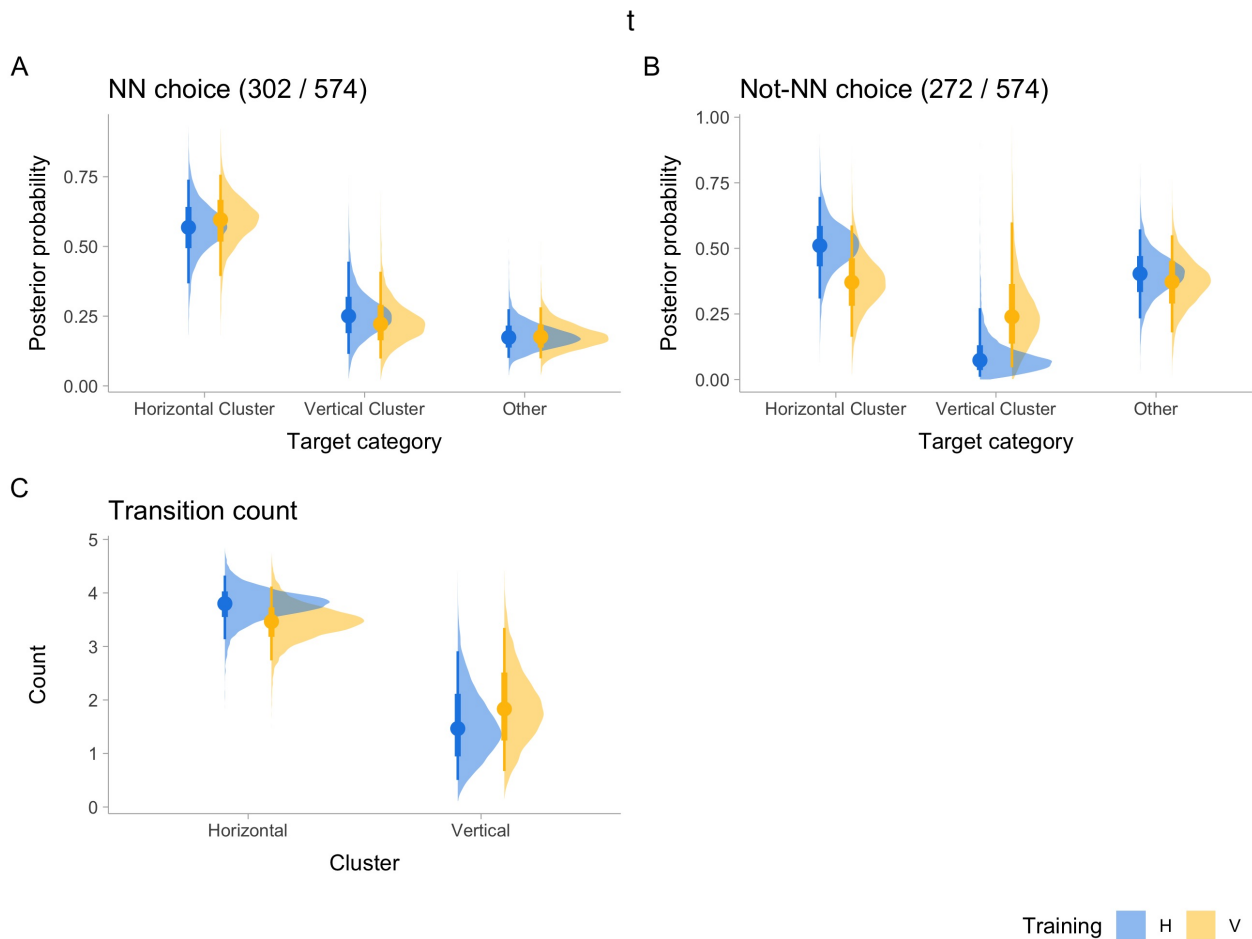 t
A
NN choice (302 / 574)
Posterior probability
0.75
0.50
0.25
0.00
Horizontal Cluster
Vertical Cluster
Other
Target category
B
Not-NN choice (272 / 574)
Posterior probability
1.00
0.75
0.50
0.25
0.00
Horizontal Cluster
Vertical Cluster
Other
Target category
C
Transition count
Count
5
4
3
2
1
0
Horizontal
Vertical
Cluster
Training H V